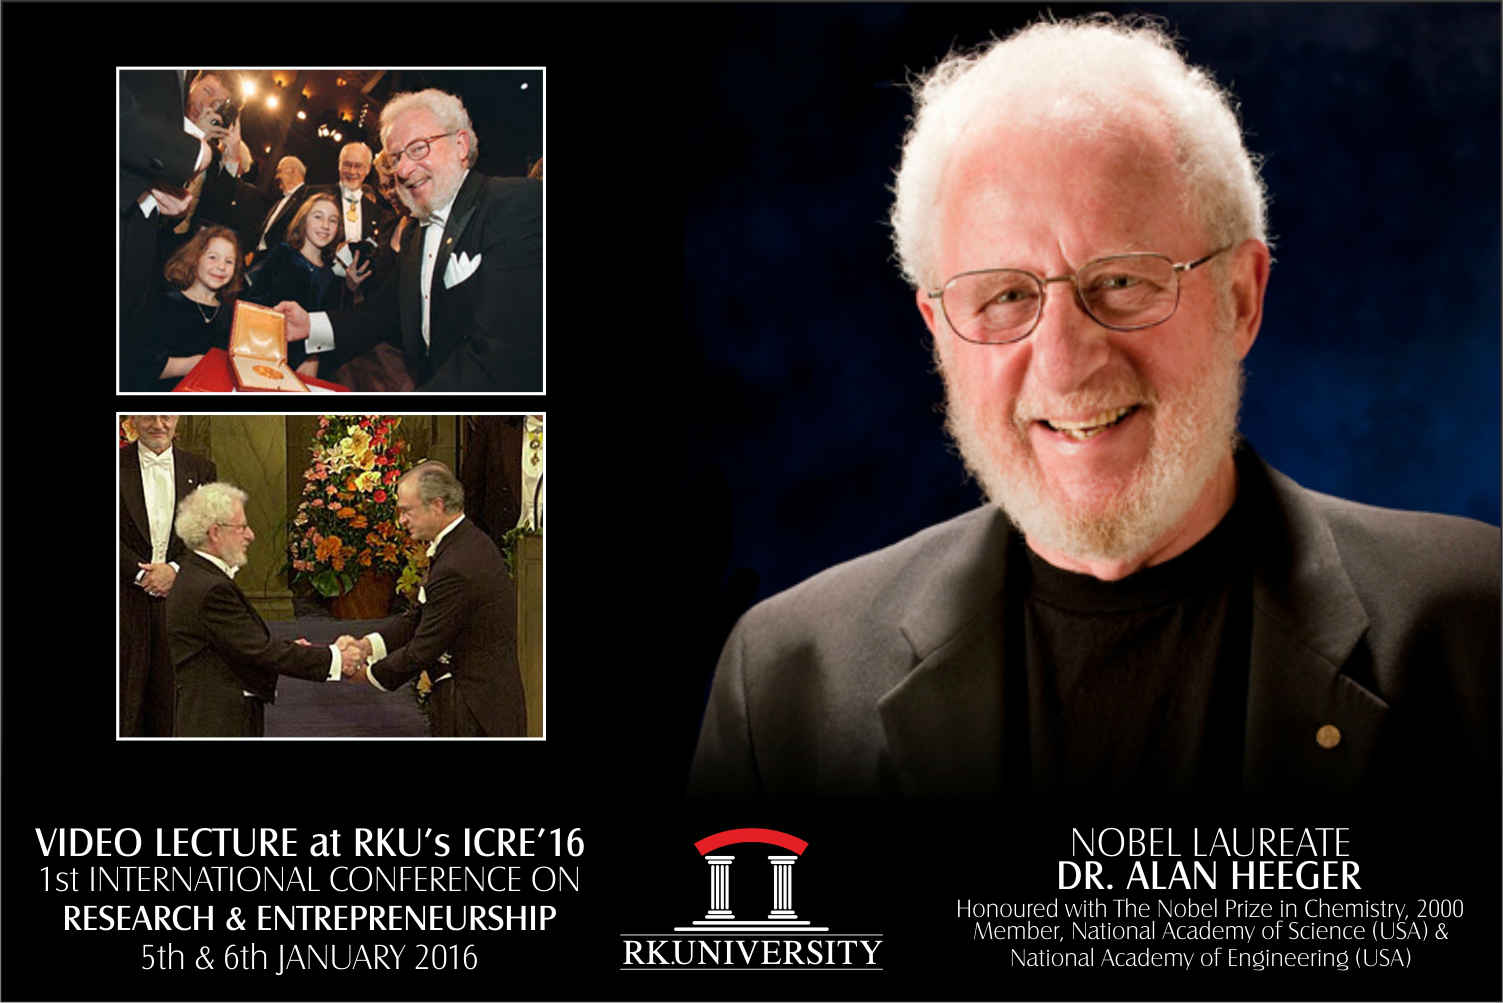 VIDEO LECTURE at RKU's ICRE'16
1st INTERNATIONAL CONFERENCE ON
RESEARCH & ENTREPRENEURSHIP
5th & 6th JANUARY 2016
RK.UNIVERSITY
NOBEL LAUREATE
DR. ALAN HEEGER
Honoured with The Nobel Prize in Chemistry, 2000
Member, National Academy of Science (USA) &
National Academy of Engineering (USA)